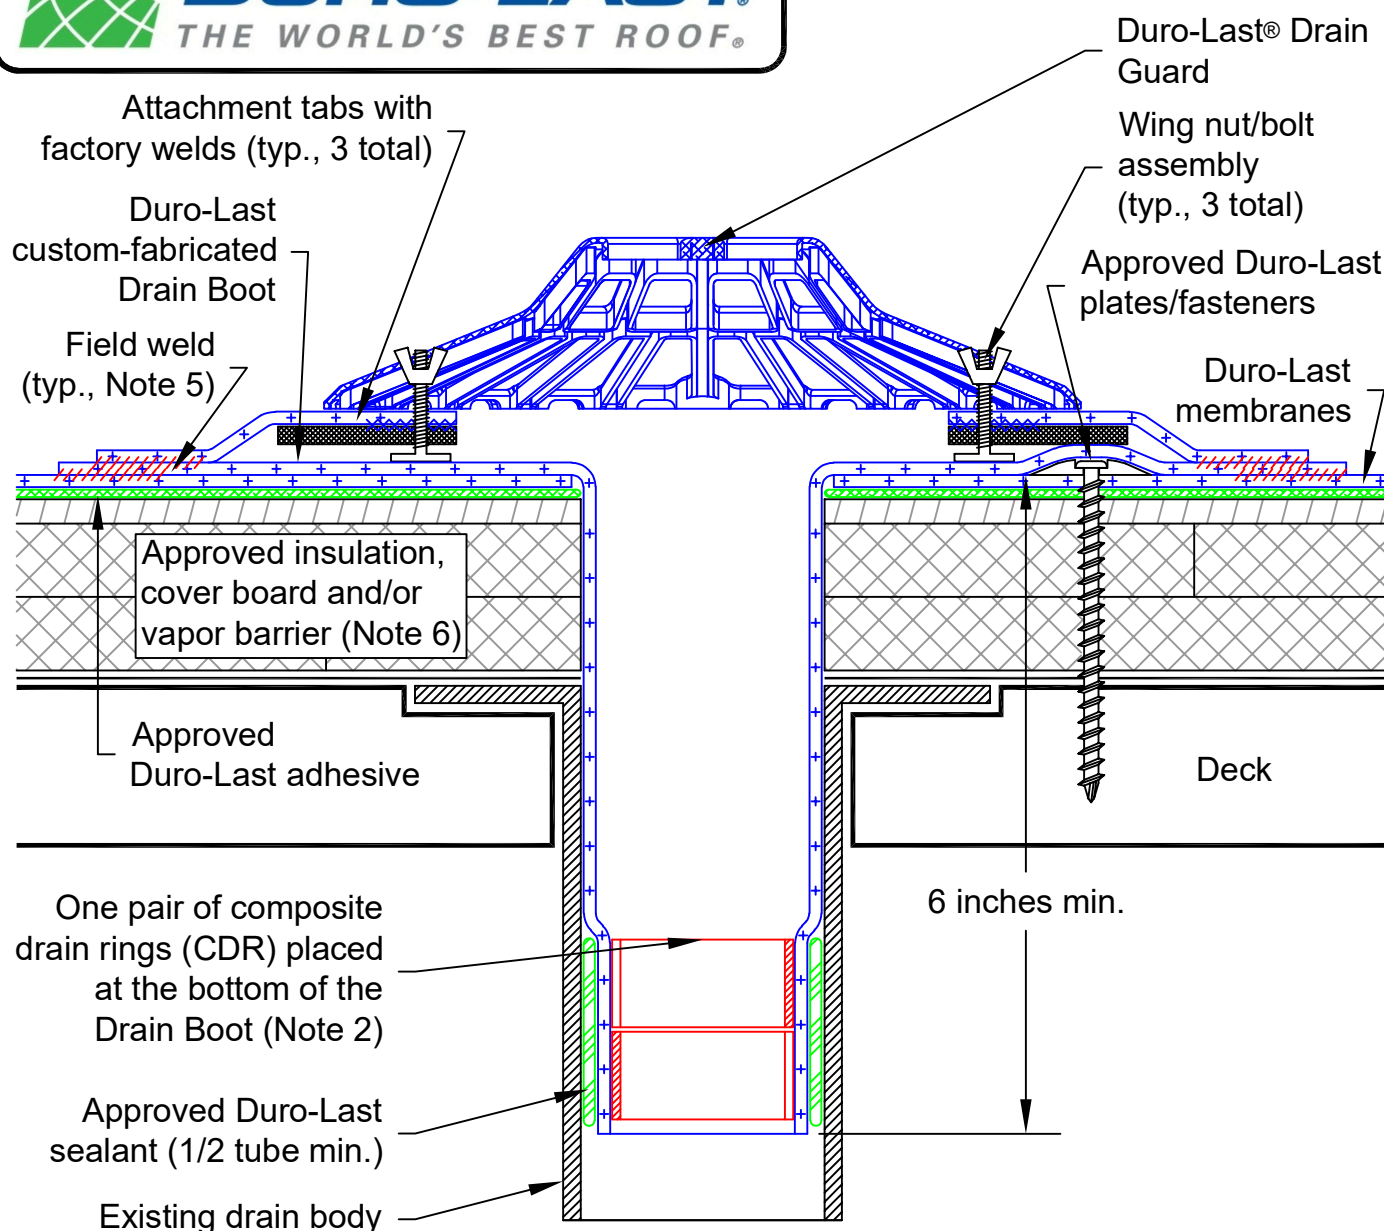 THE WORLD'S BEST ROOF®
Duro-Last® Drain
Guard
Attachment tabs with
factory welds (typ., 3 total)
Wing nut/bolt
assembly
(typ., 3 total)
Duro-Last
custom-fabricated
Drain Boot
Approved Duro-Last
plates/fasteners
Field weld
(typ., Note 5)
Duro-Last
membranes
Approved insulation,
cover board and/or
vapor barrier (Note 6)
Approved
Duro-Last adhesive
Deck
One pair of composite
drain rings (CDR) placed
at the bottom of the
Drain Boot (Note 2)
6 inches min.
Approved Duro-Last
sealant (1/2 tube min.)
Existing drain body